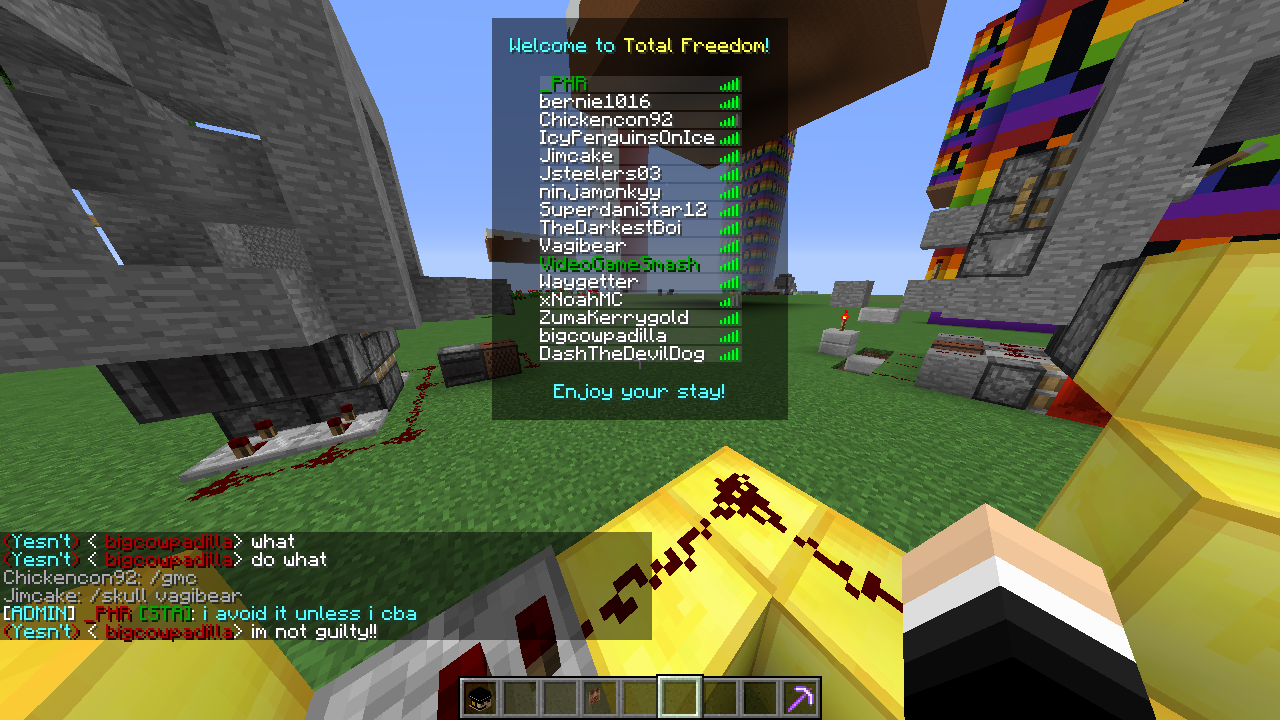 Welcome to Total Freedom!
_PHR
bernie1016
Chickencon92
IcyPenguinsOnIce
Jimcake
Jsteelers03
ninjamonkyy
SuperdaniStar12
TheDarkestBoi
Vagibear
VideoGameSmash
Waygetter
xNoahMC
ZumaKerrygold
bigcowpadilla
DashTheDevilDog
Enjoy your stay!
(Yesn't) < bigcowpadilla> what
(Yesn't) < bigcowpadilla> do what
Chickencon92: /gmc
Jimcake: /skull vagibear
[ADMIN] _PHR [STA]: i avoid it unless i cba
(Yesn't) < bigcowpadilla> im not guilty!!